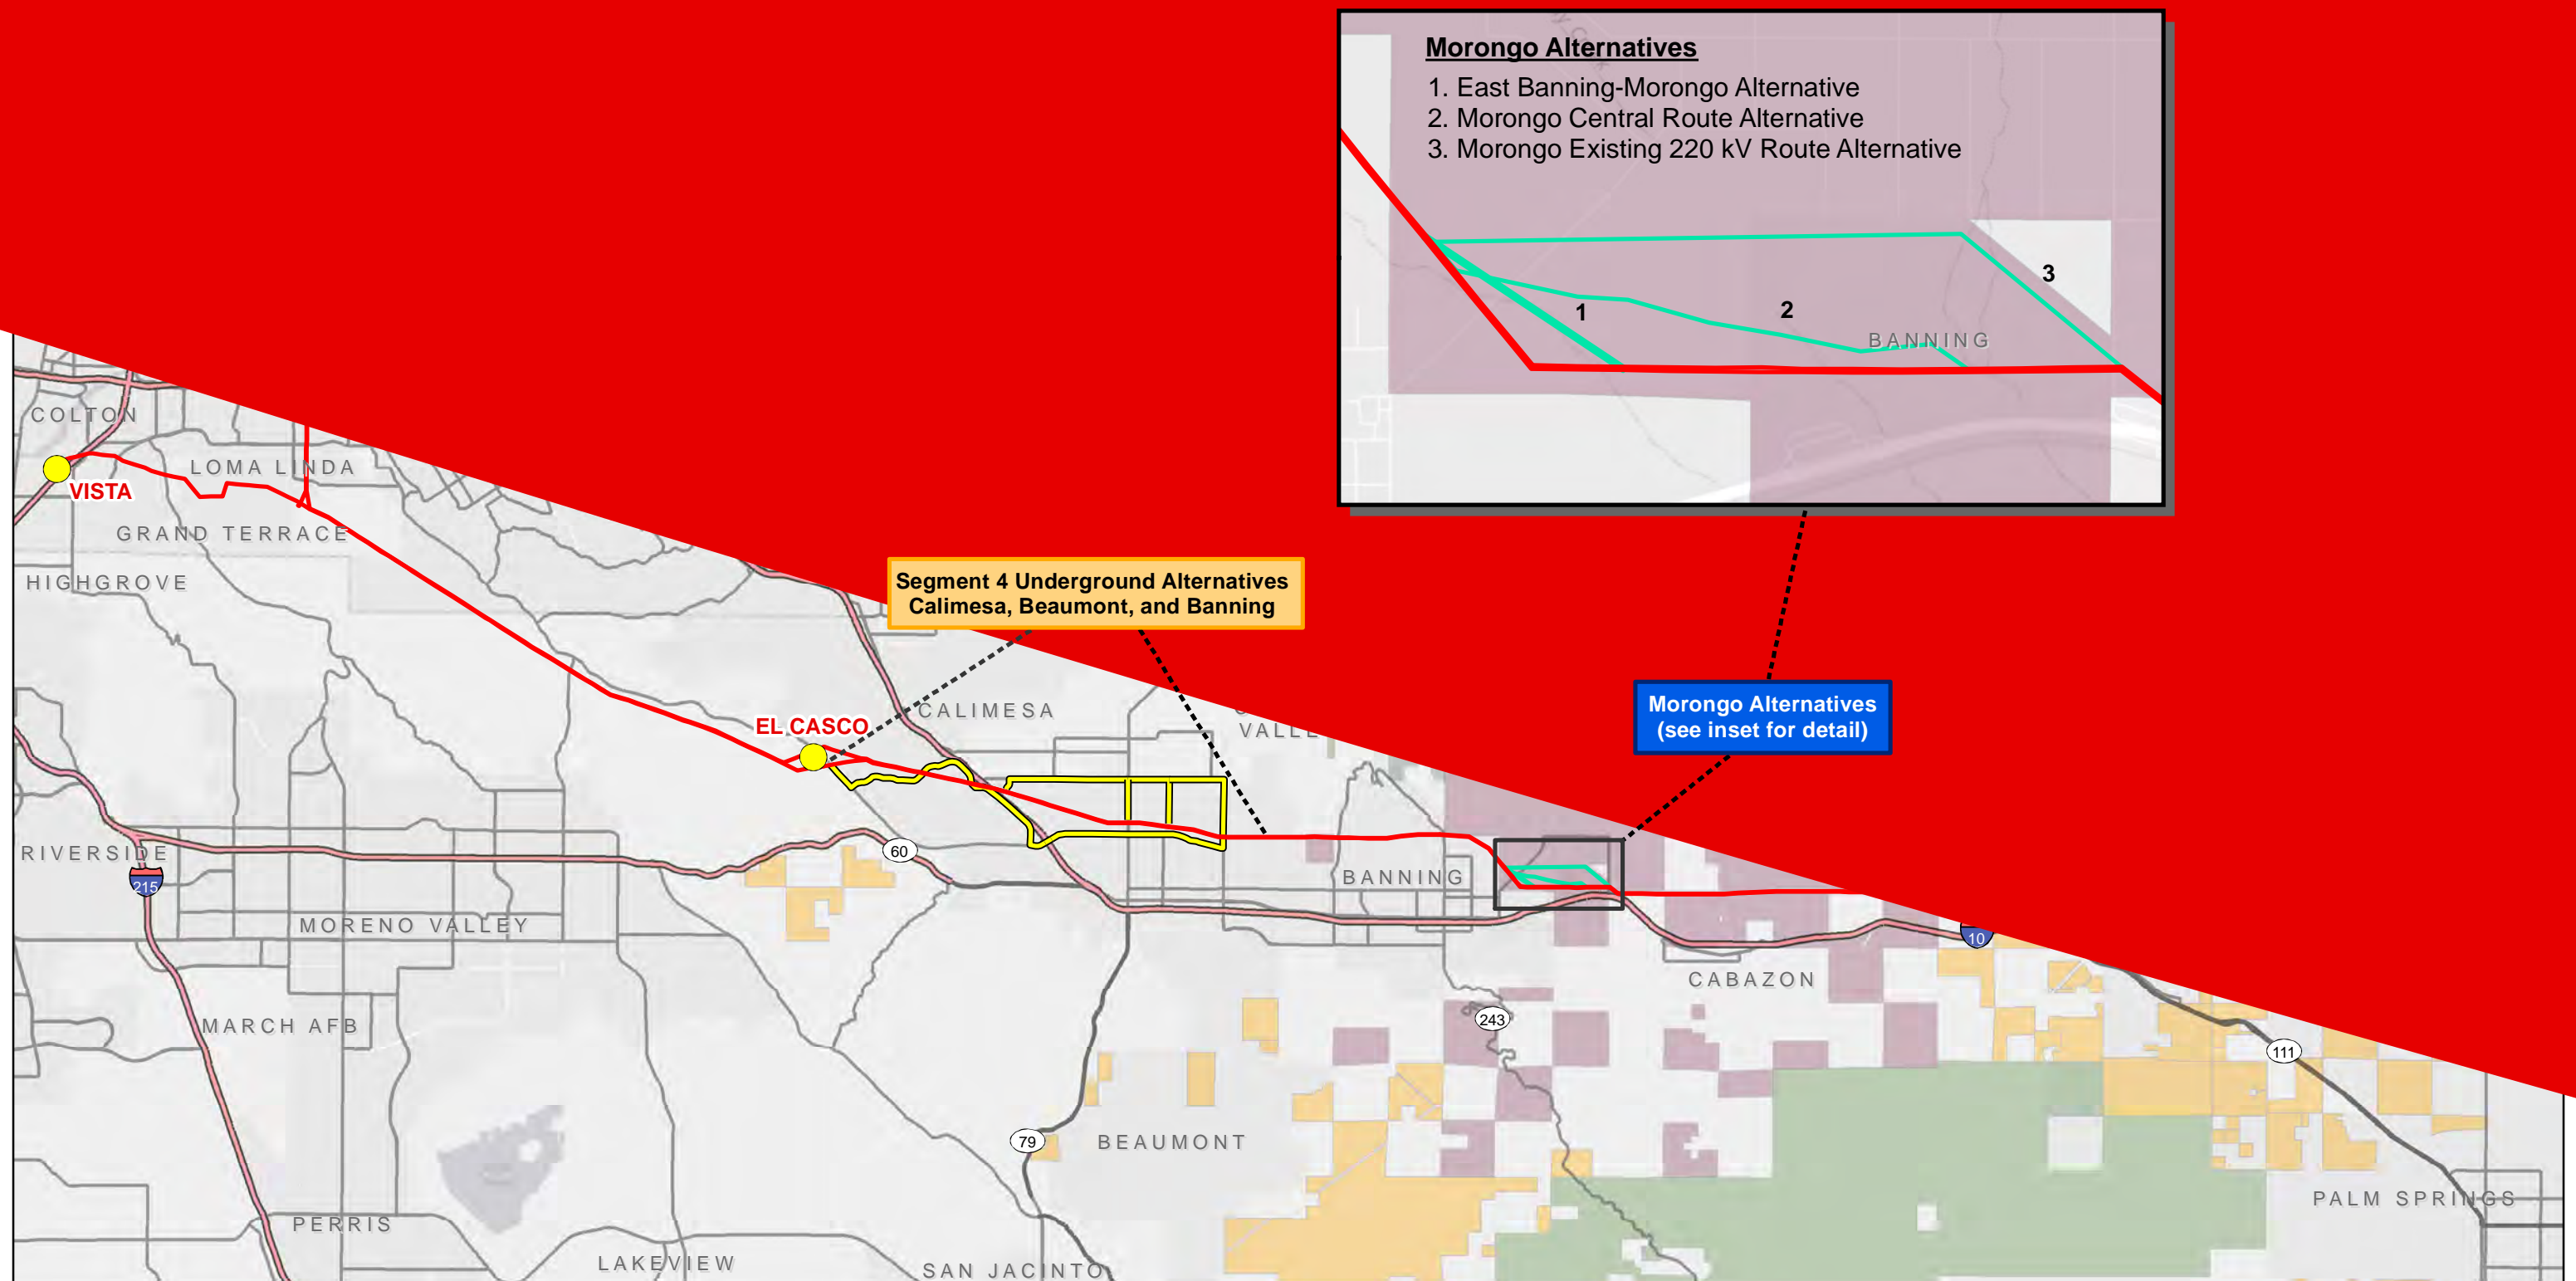 Morongo Alternatives
1. East Banning-Morongo Alternative
2. Morongo Central Route Alternative
3. Morongo Existing 220 kV Route Alternative
3
1
2
BANNING
COLTON
LOMA LINDA
VISTA
GRAND TERRACE
HIGHGROVE
Segment 4 Underground Alternatives
Calimesa, Beaumont, and Banning
CALIMESA
EL CASCO
Morongo Alternatives
(see inset for detail)
60
RIVERSIDE
215
BANNING
MORENO VALLEY
10
CABAZON
MARCH AFB
243
111
79
BEAUMONT
PALM SPRINGS
PERRIS
LAKEVIEW
SAN JACINTO